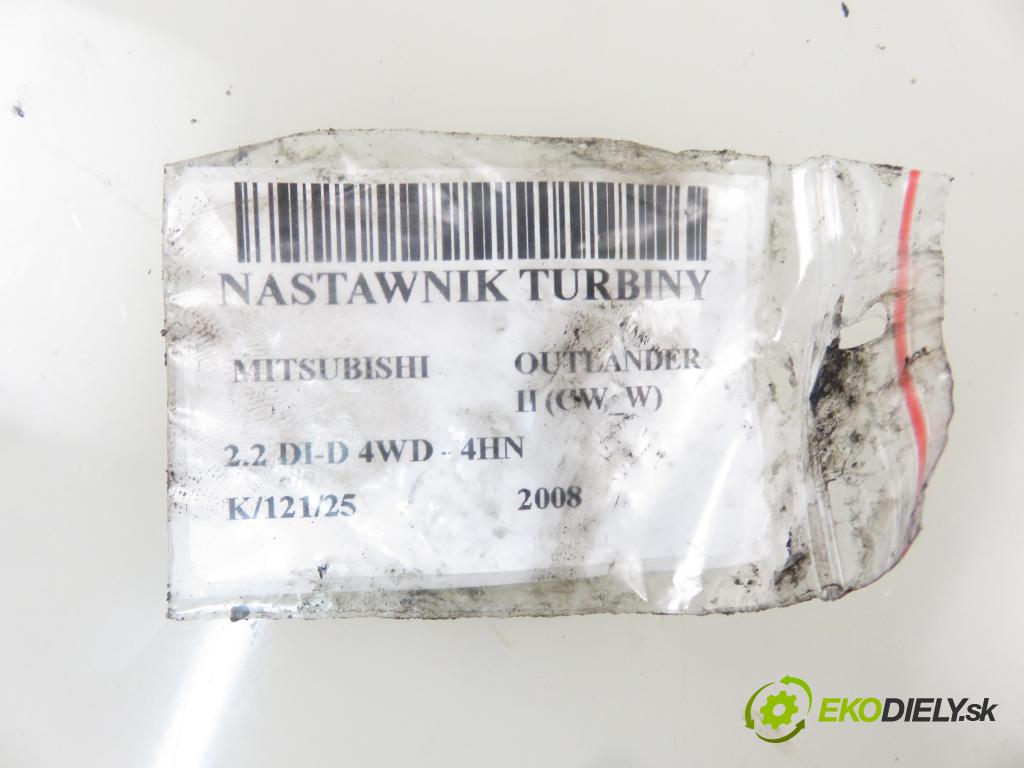 NASTAWNIK TURBINY
MITSUBISHI OUTLANDER
II (CW_W)
2.2 DI-D 4WD - 4HN
K/121/25 2008
EKODIELY.sk